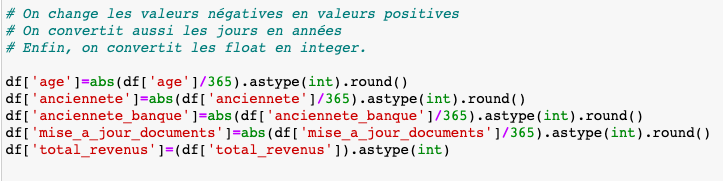 # On change les valeurs négatives en valeurs positives
# On convertit aussi les jours en années
# Enfin, on convertit les float en integer.
df['age']=abs(df['age']/365).astype(int).round()
df['anciennete']=abs(df['anciennete']/365).astype(int).round()
df['anciennete_banque']=abs(df['anciennete_banque']/365).astype(int).round()
df['mise_a_jour_documents']=abs(df['mise_a_jour_documents']/365).astype(int).round()
df['total_revenus']=(df['total_revenus']).astype(int)